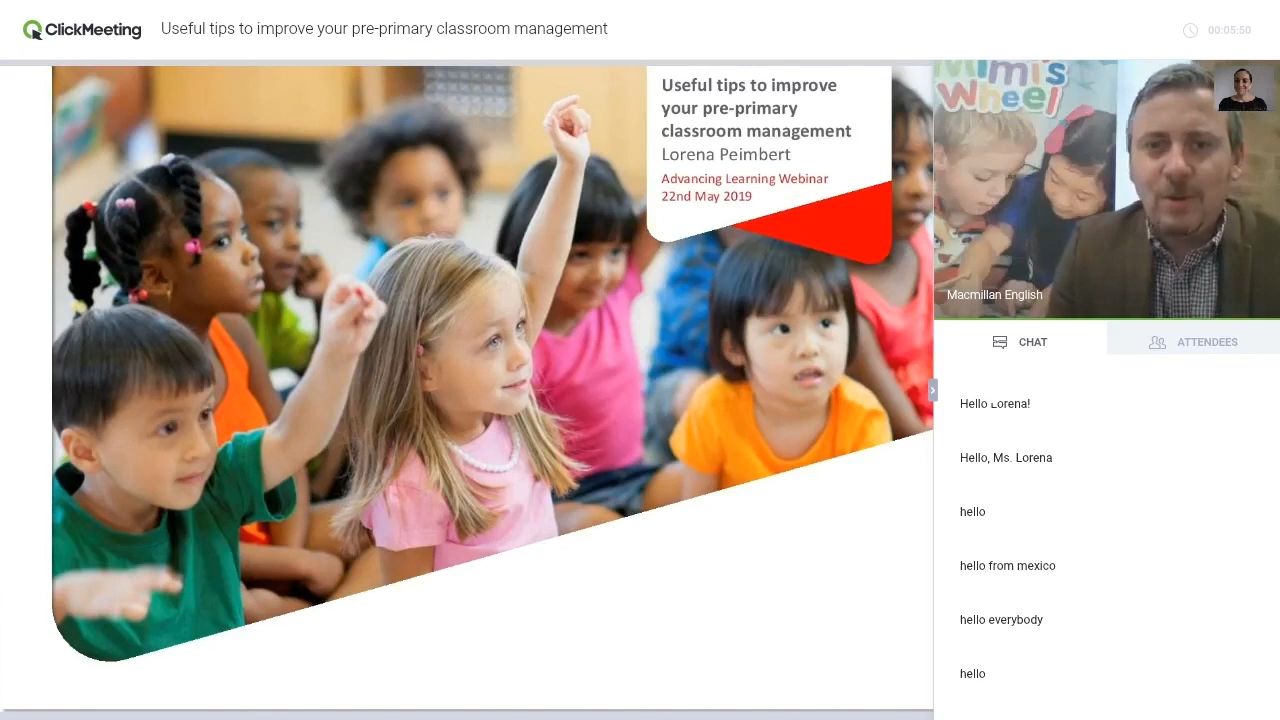 ClickMeeting
Useful tips to improve your pre-primary classroom management
00:05:50
Useful tips to improve
your pre-primary
classroom management
Lorena Peimbert
Advancing Learning Webinar
22nd May 2019
Mimi's
Wheel
Macmillan English
CHAT
ATTENDEES
Hello Lorena!
Hello, Ms. Lorena
hello
hello from mexico
hello everybody
hello